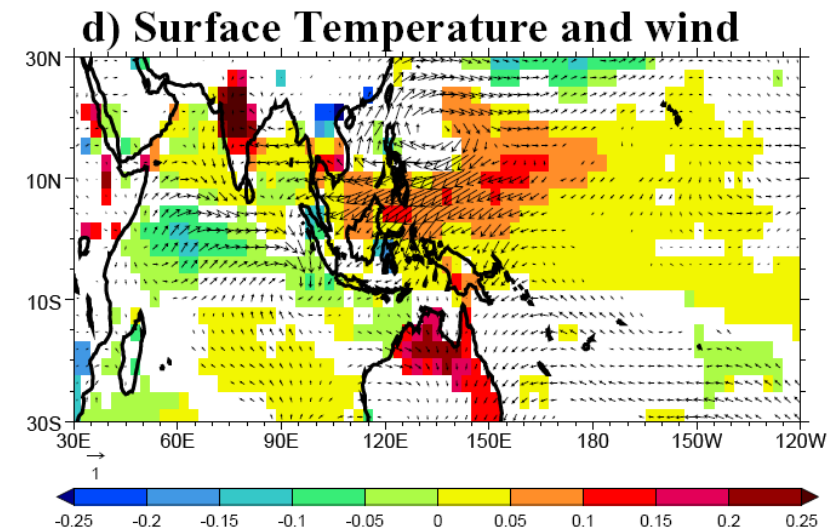 d) Surface Temperature and wind
30N
10N
10S
30S
30E 60E 90E 120E 150E 180 150W 120W
1
-0.25 -0.2 -0.15 -0.1 -0.05 0 0.05 0.1 0.15 0.2 0.25